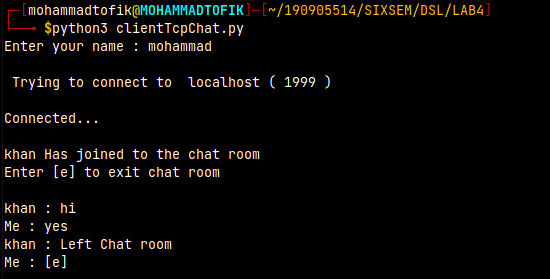 ┌─[mohammadtofik@MOHAMMADTOFIK]─[~/190905514/SIXSEM/DSL/LAB4]
└──╼ $python3 clientTcpChat.py
Enter your name : mohammad
Trying to connect to  localhost ( 1999 )
Connected...
khan Has joined to the chat room
Enter [e] to exit chat room
khan : hi
Me : yes
khan : Left Chat room
Me : [e]